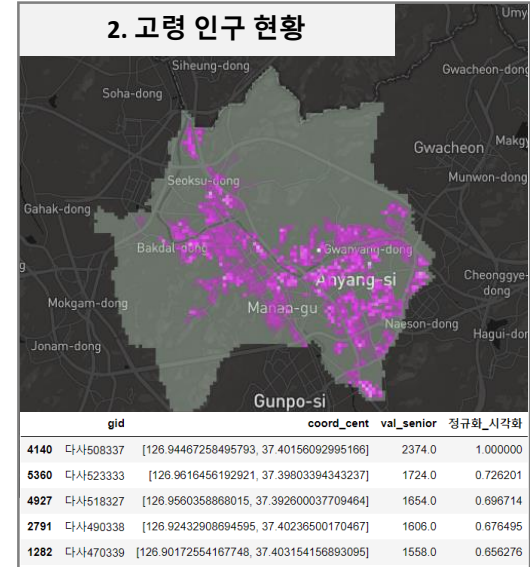 2. 고령 인구 현황
Umy
Siheung-dong
Gwacheon-dong
Soha-dong
Gwacheon
Makgy
Munwon-dong
Seoksu-dong
Gahak-dong
Bakdal-dong
Gwanyang-dong
Anyang-si
Cheonggye-
dong
Mokgam-dong
Manan-gu
Naeson-dong
Hagui-don
Jonam-dong
Gunpo-si
gid coord_cent val_senior 정규화_시각화
4140 다사508337 [126.94467258495793, 37.40156092995166] 2374.0 1.000000
5360 다사523333 [126.9616456192921, 37.39803394343237] 1724.0 0.726201
4927 다사518327 [126.9560358868015, 37.392600037709464] 1654.0 0.696714
2791 다사490338 [126.92432908694595, 37.40236500170467] 1606.0 0.676495
1282 다사470339 [126.90172554167748, 37.403154156893095] 1558.0 0.656276